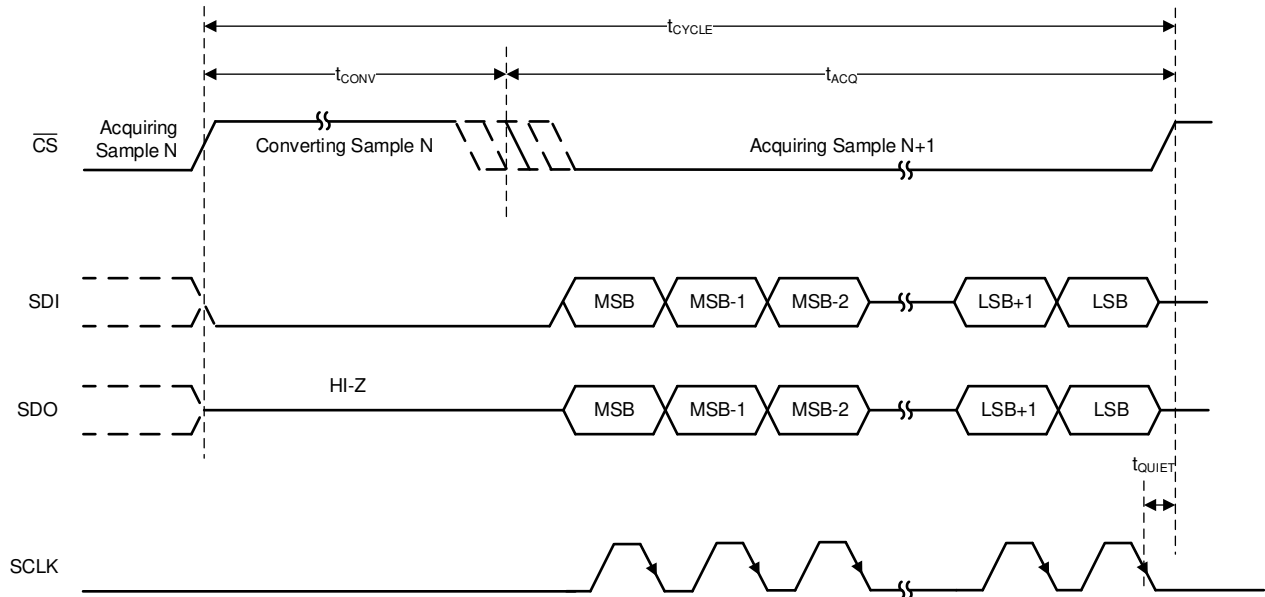 tCYCLE
tCONV
tACQ
CS
Acquiring
Sample N
Converting Sample N
Acquiring Sample N+1
SDI
MSB
MSB-1
MSB-2
LSB+1
LSB
HI-Z
SDO
MSB
MSB-1
MSB-2
LSB+1
LSB
tQUIET
SCLK